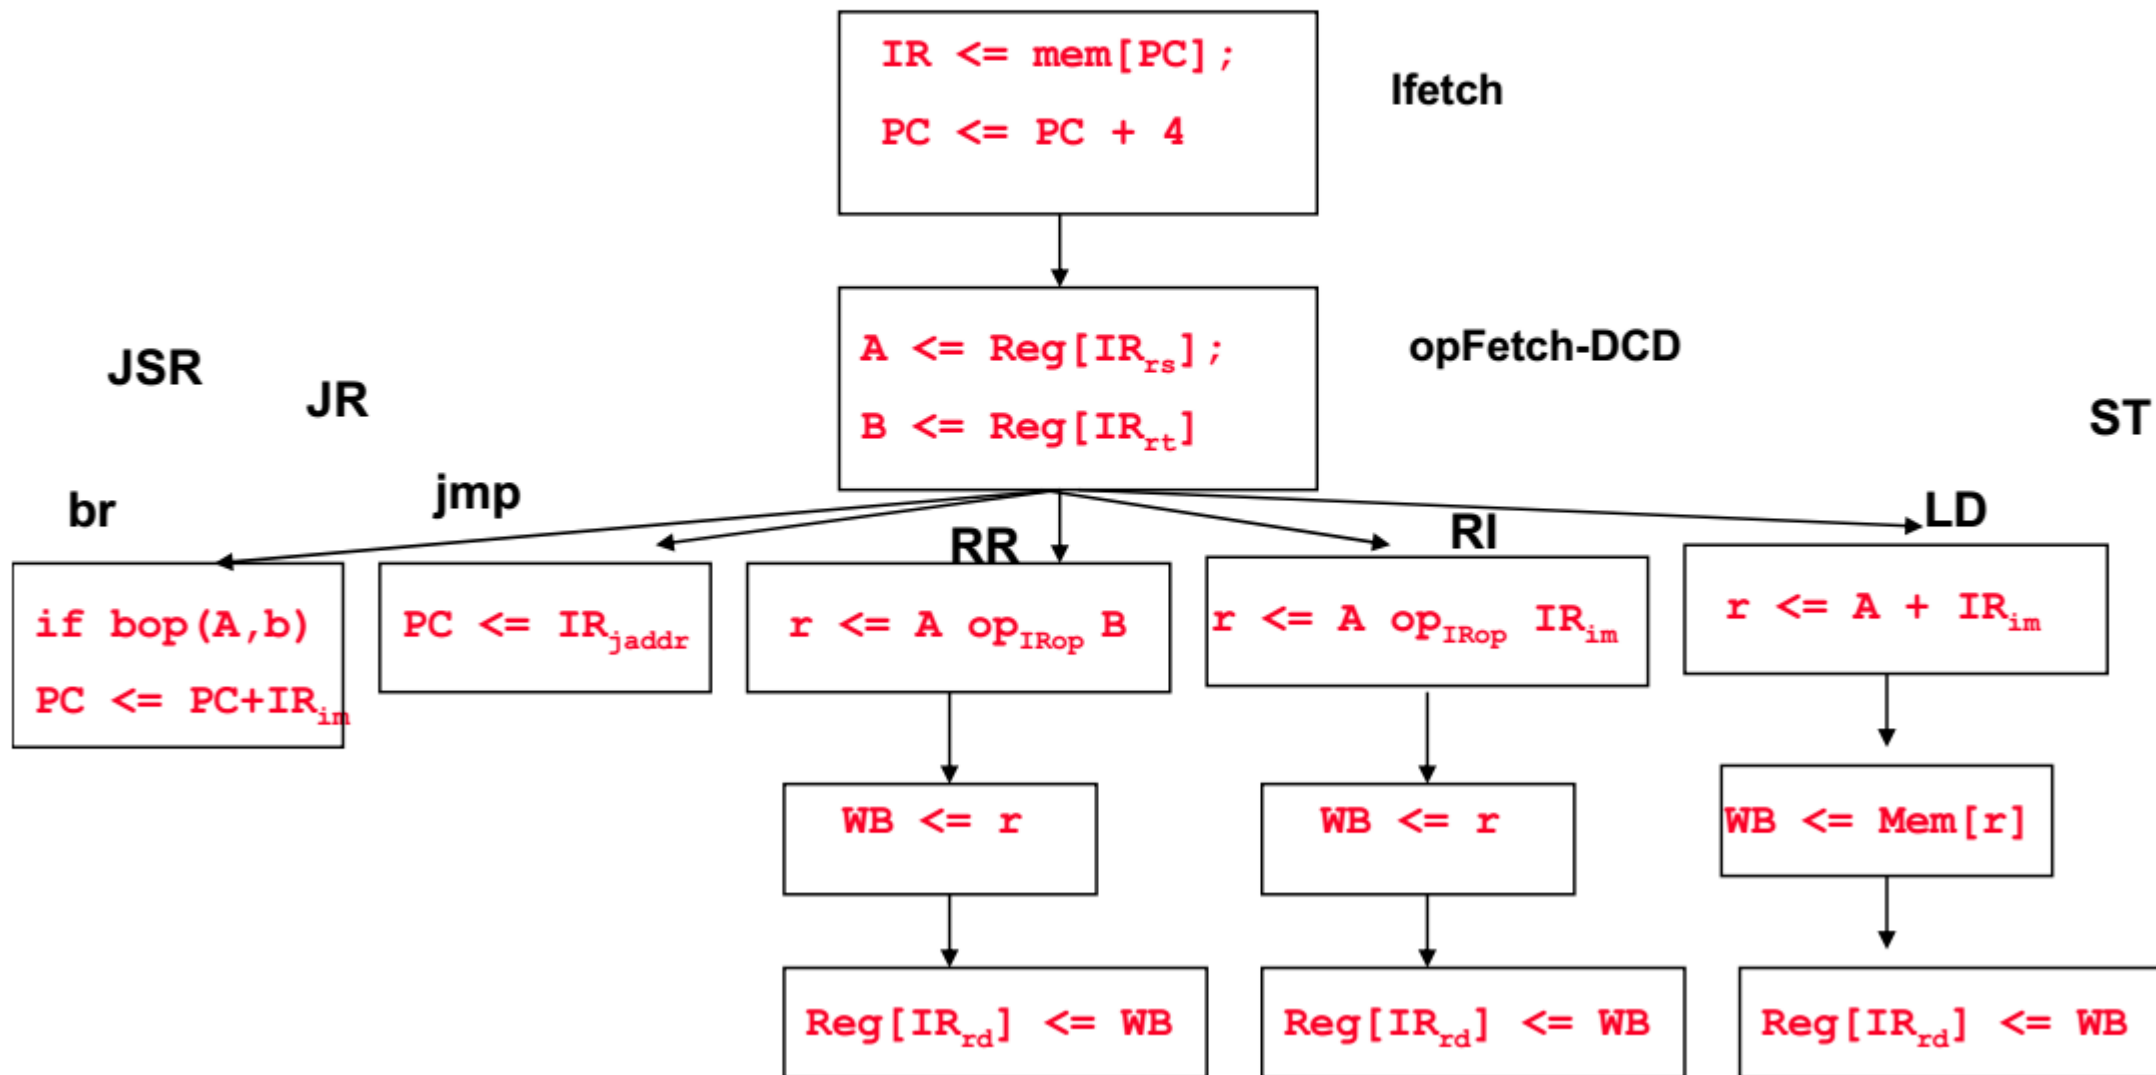 IR <= mem[PC];
PC <= PC + 4
Ifetch
A <= Reg[IRrs];
B <= Reg[IRrt]
opFetch-DCD
JSR
JR
ST
br
jmp
RR
RI
LD
if bop(A,b)
PC <= PC+IRim
PC <= IRjaddr
r <= A opIRop B
r <= A opIRop IRim
r <= A + IRim
WB <= r
WB <= r
WB <= Mem[r]
Reg[IRrd] <= WB
Reg[IRrd] <= WB
Reg[IRrd] <= WB